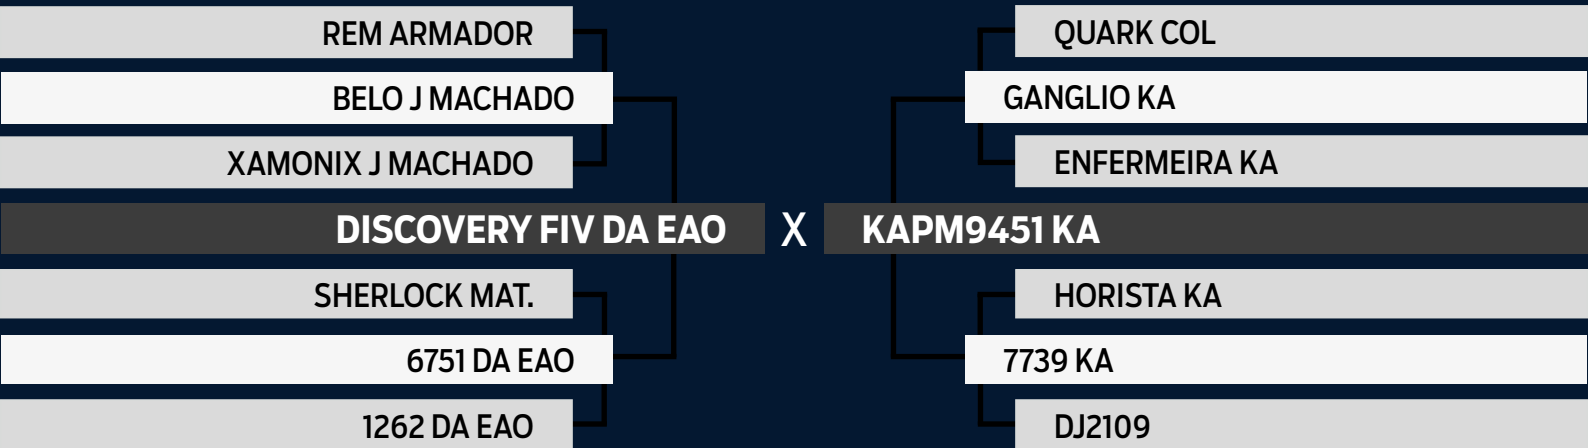 REM ARMADOR
BELO J MACHADO
XAMONIX J MACHADO
DISCOVERY FIV DA EAO
SHERLOCK MAT.
6751 DA EAO
1262 DA EAO
X
QUARK COL
GANGLIO KA
ENFERMEIRA KA
KAPM9451 KA
HORISTA KA
7739 KA
DJ2109